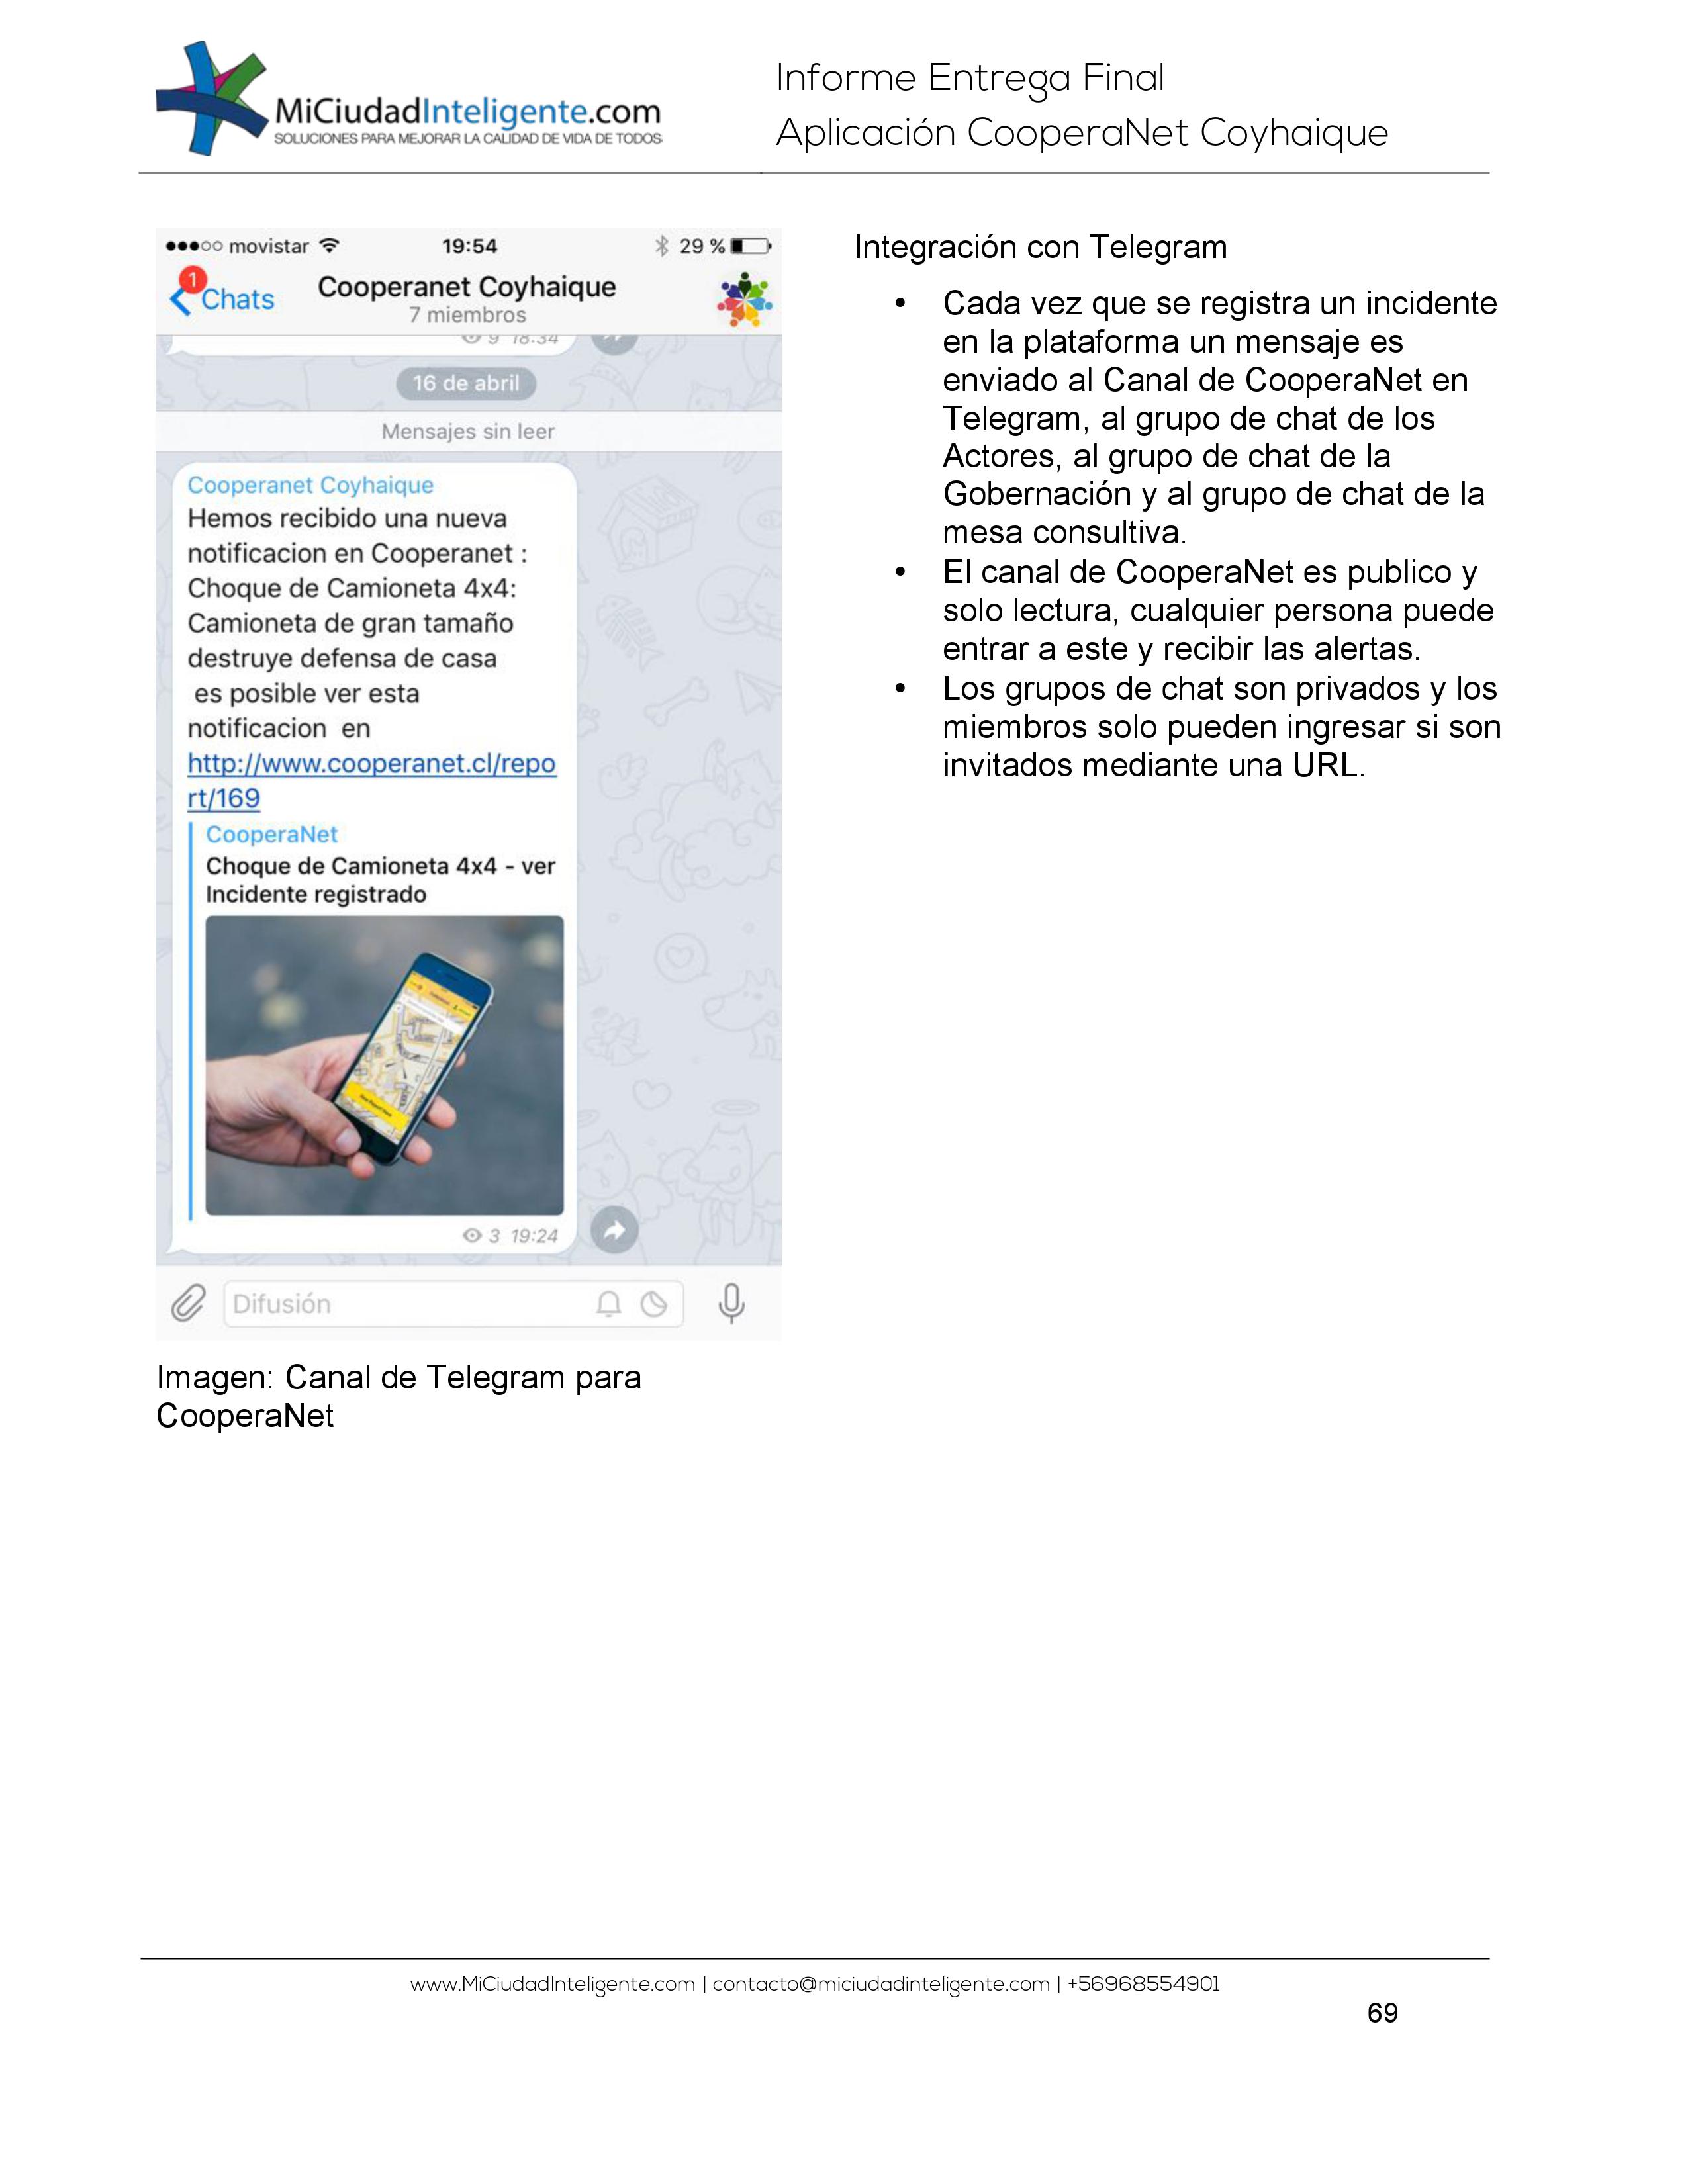 MiCiudadInteligente.com
SOLUCIONES PARA MEJORAR LA CALIDAD DE VIDA DE TODOS
Informe Entrega Final
Aplicación CooperaNet Coyhaique
movistar 19:54 29 %
1
Chats
Cooperanet Coyhaique
7 miembros
9 18:34
16 de abril
Mensajes sin leer
Cooperanet Coyhaique
Hemos recibido una nueva
notificacion en Cooperanet :
Choque de Camioneta 4x4:
Camioneta de gran tamaño
destruye defensa de casa
es posible ver esta
notificacion en
http://www.cooperanet.cl/repo
rt/169
CooperaNet
Choque de Camioneta 4x4 - ver
Incidente registrado
3 19:24
Difusión
Imagen: Canal de Telegram para
CooperaNet
Integración con Telegram
• Cada vez que se registra un incidente
en la plataforma un mensaje es
enviado al Canal de CooperaNet en
Telegram, al grupo de chat de los
Actores, al grupo de chat de la
Gobernación y al grupo de chat de la
mesa consultiva.
• El canal de CooperaNet es publico y
solo lectura, cualquier persona puede
entrar a este y recibir las alertas.
• Los grupos de chat son privados y los
miembros solo pueden ingresar si son
invitados mediante una URL.
www.MiCiudadInteligente.com | contacto@miciudadinteligente.com | +56968554901
69